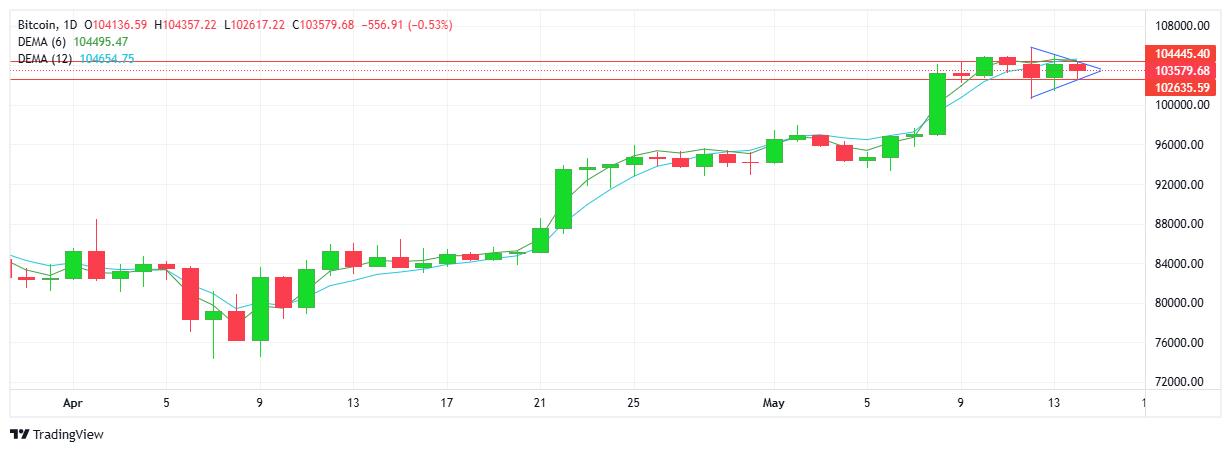 Bitcoin, 1D O104136.59 H104357.22 L102617.22 C103579.68 −556.91 (−0.53%)
DEMA (6) 104495.47
DEMA (12) 104654.75
108000.00
104445.40
103579.68
102635.59
100000.00
96000.00
92000.00
88000.00
84000.00
80000.00
76000.00
72000.00
Apr 5 9 13 17 21 25 May 5 9 13 1
TradingView